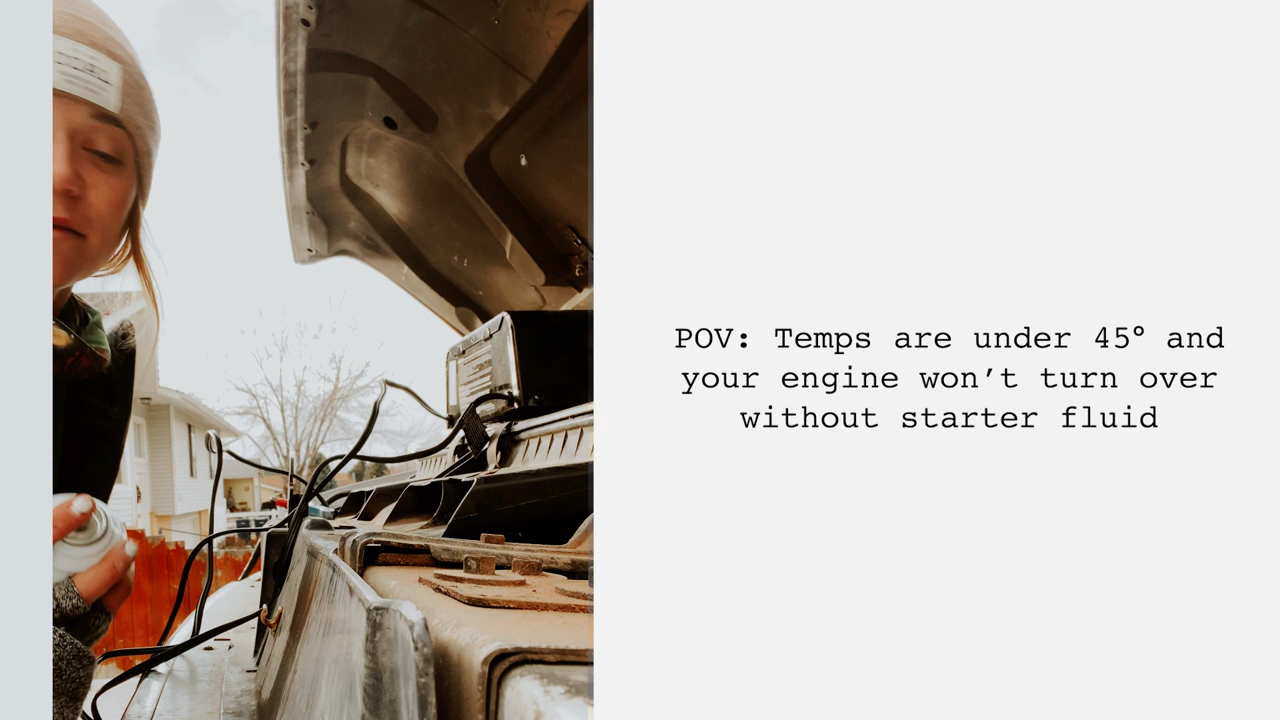 POV: Temps are under 45° and
your engine won’t turn over
without starter fluid